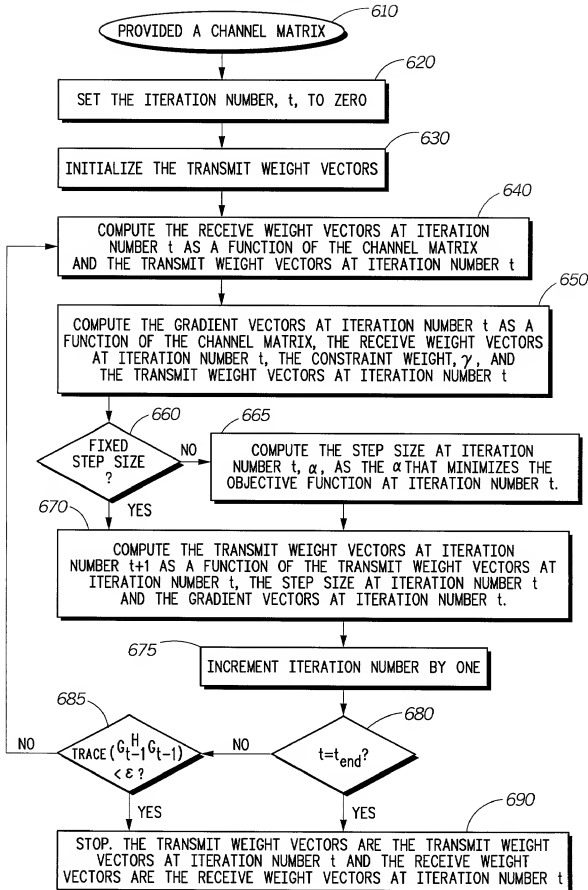 610
PROVIDED A CHANNEL MATRIX
620
SET THE ITERATION NUMBER, t, TO ZERO
630
INITIALIZE THE TRANSMIT WEIGHT VECTORS
640
COMPUTE THE RECEIVE WEIGHT VECTORS AT ITERATION
NUMBER t AS A FUNCTION OF THE CHANNEL MATRIX
AND THE TRANSMIT WEIGHT VECTORS AT ITERATION NUMBER t
650
COMPUTE THE GRADIENT VECTORS AT ITERATION NUMBER t AS A
FUNCTION OF THE CHANNEL MATRIX, THE RECEIVE WEIGHT VECTORS
AT ITERATION NUMBER t, THE CONSTRAINT WEIGHT, γ, AND
THE TRANSMIT WEIGHT VECTORS AT ITERATION NUMBER t
660
FIXED
STEP SIZE
?
NO
YES
665
COMPUTE THE STEP SIZE AT ITERATION
NUMBER t, α, AS THE α THAT MINIMIZES THE
OBJECTIVE FUNCTION AT ITERATION NUMBER t.
670
COMPUTE THE TRANSMIT WEIGHT VECTORS AT ITERATION
NUMBER t+1 AS A FUNCTION OF THE TRANSMIT WEIGHT VECTORS AT
ITERATION NUMBER t, THE STEP SIZE AT ITERATION NUMBER t
AND THE GRADIENT VECTORS AT ITERATION NUMBER t.
675
INCREMENT ITERATION NUMBER BY ONE
680
t=t_end?
NO
YES
685
TRACE (G^H_t-1 G_t-1)
< ε ?
NO
YES
690
STOP. THE TRANSMIT WEIGHT VECTORS ARE THE TRANSMIT WEIGHT
VECTORS AT ITERATION NUMBER t AND THE RECEIVE WEIGHT
VECTORS ARE THE RECEIVE WEIGHT VECTORS AT ITERATION NUMBER t